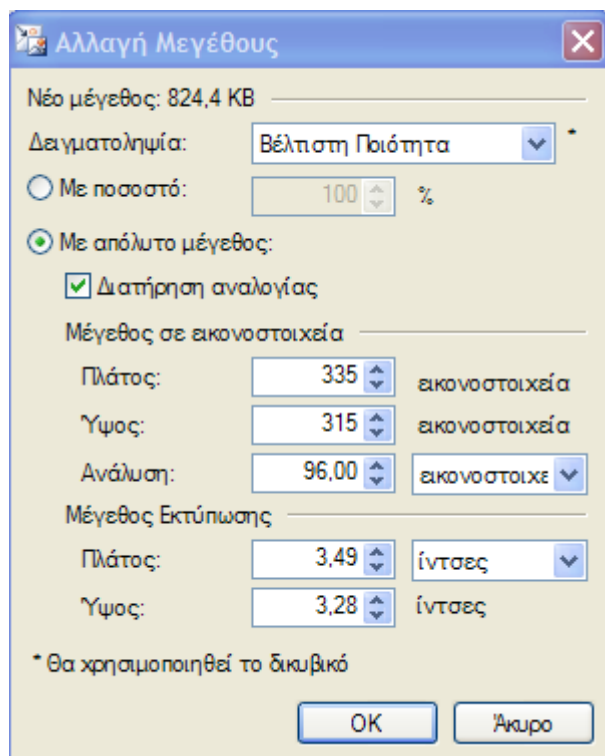 Αλλαγή Μεγέθους
Νέο μέγεθος: 824,4 KB
Δειγματοληψία: Βέλτιστη Ποιότητα *
Με ποσοστό: 100 %
Με απόλυτο μέγεθος:
Διατήρηση αναλογίας
Μέγεθος σε εικονοστοιχεία
Πλάτος: 335 εικονοστοιχεία
Ύψος: 315 εικονοστοιχεία
Ανάλυση: 96,00 εικονοστοιχε
Μέγεθος Εκτύπωσης
Πλάτος: 3,49 ίντσες
Ύψος: 3,28 ίντσες
* Θα χρησιμοποιηθεί το δικυβικό
OK Άκυρο